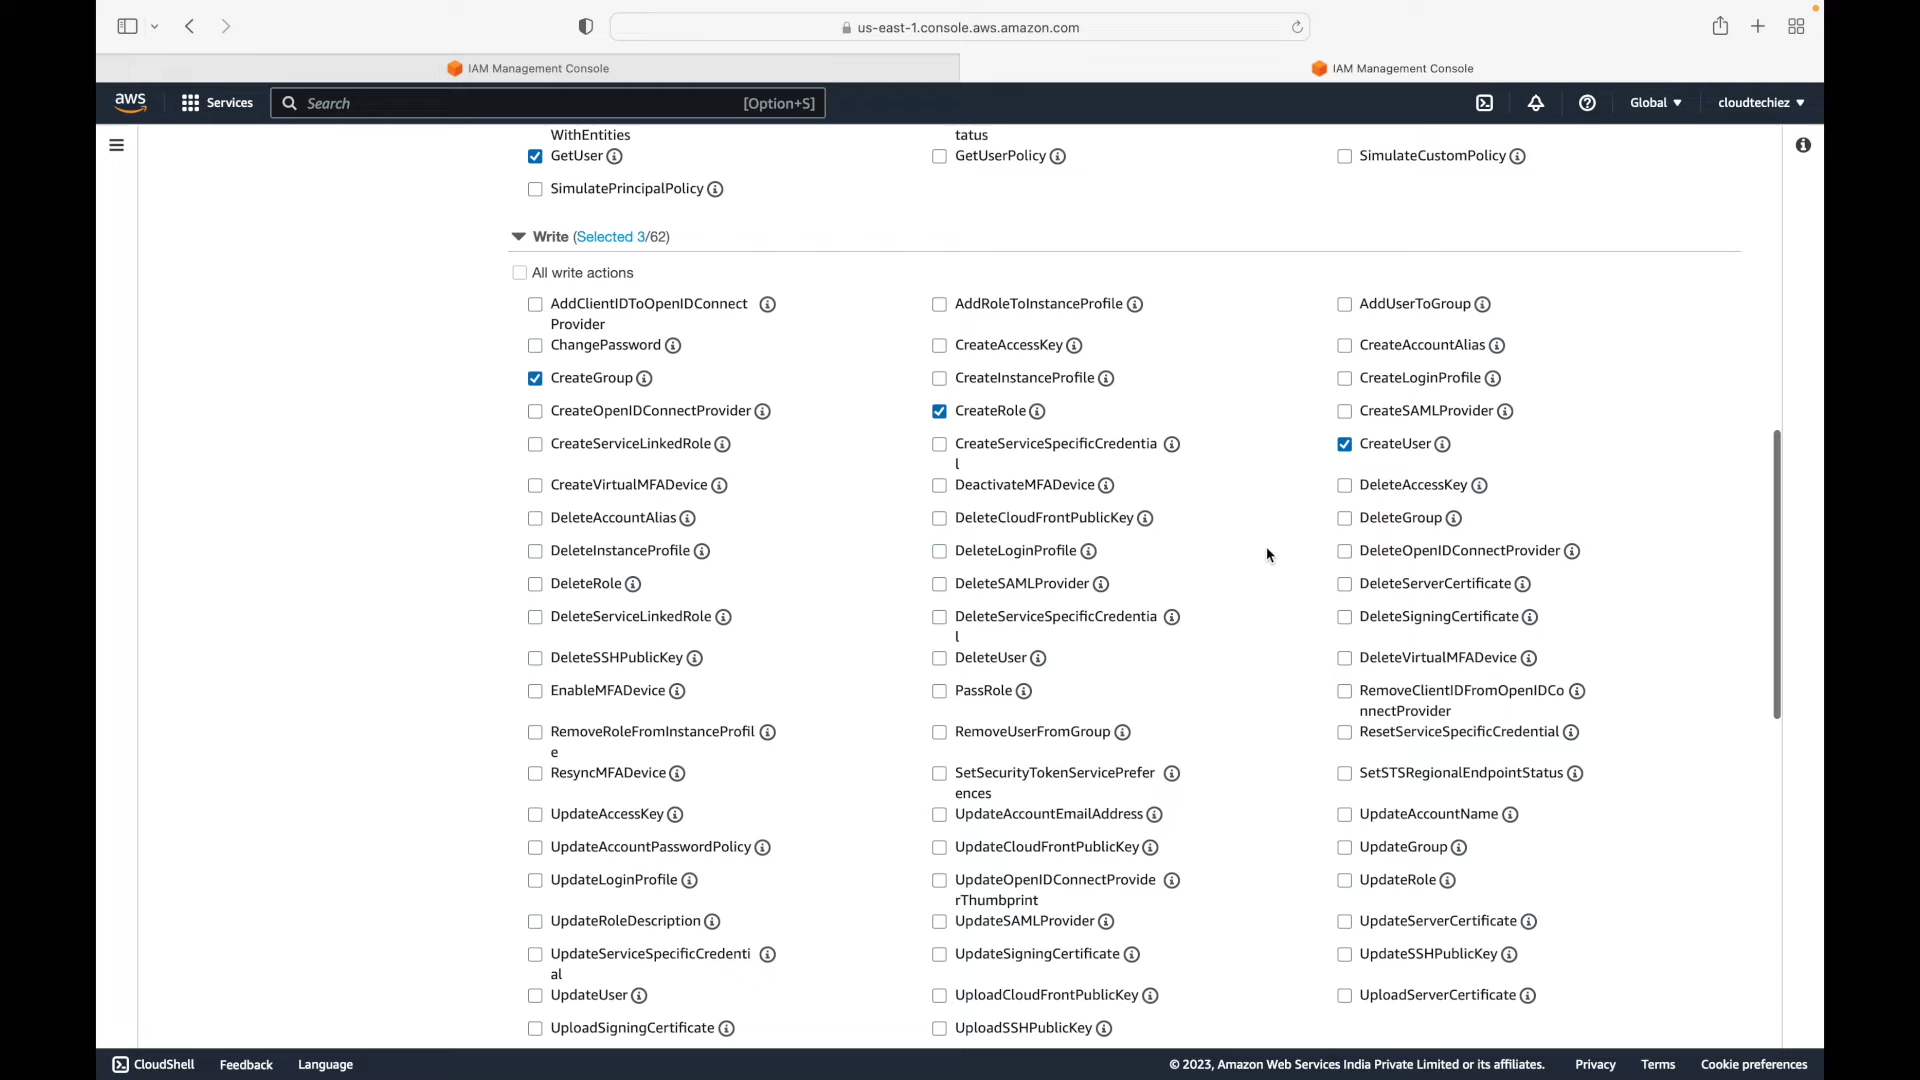 us-east-1.console.aws.amazon.com
IAM Management Console
IAM Management Console
aws
Services
Search
[Option+S]
Global
cloudtechiez
WithEntities
tatus
GetUser
GetUserPolicy
SimulateCustomPolicy
SimulatePrincipalPolicy
Write (Selected 3/62)
All write actions
AddClientIDToOpenIDConnect
Provider
AddRoleToInstanceProfile
AddUserToGroup
ChangePassword
CreateAccessKey
CreateAccountAlias
CreateGroup
CreateInstanceProfile
CreateLoginProfile
CreateOpenIDConnectProvider
CreateRole
CreateSAMLProvider
CreateServiceLinkedRole
CreateServiceSpecificCredentia
l
CreateUser
CreateVirtualMFADevice
DeactivateMFADevice
DeleteAccessKey
DeleteAccountAlias
DeleteCloudFrontPublicKey
DeleteGroup
DeleteInstanceProfile
DeleteLoginProfile
DeleteOpenIDConnectProvider
DeleteRole
DeleteSAMLProvider
DeleteServerCertificate
DeleteServiceLinkedRole
DeleteServiceSpecificCredentia
l
DeleteSigningCertificate
DeleteSSHPublicKey
DeleteUser
DeleteVirtualMFADevice
EnableMFADevice
PassRole
RemoveClientIDFromOpenIDCo
nnectProvider
RemoveRoleFromInstanceProfil
e
RemoveUserFromGroup
ResetServiceSpecificCredential
ResyncMFADevice
SetSecurityTokenServicePrefer
ences
SetSTSRegionalEndpointStatus
UpdateAccessKey
UpdateAccountEmailAddress
UpdateAccountName
UpdateAccountPasswordPolicy
UpdateCloudFrontPublicKey
UpdateGroup
UpdateLoginProfile
UpdateOpenIDConnectProvide
rThumbprint
UpdateRole
UpdateRoleDescription
UpdateSAMLProvider
UpdateServerCertificate
UpdateServiceSpecificCredenti
al
UpdateSigningCertificate
UpdateSSHPublicKey
UpdateUser
UploadCloudFrontPublicKey
UploadServerCertificate
UploadSigningCertificate
UploadSSHPublicKey
CloudShell
Feedback
Language
© 2023, Amazon Web Services India Private Limited or its affiliates.
Privacy
Terms
Cookie preferences